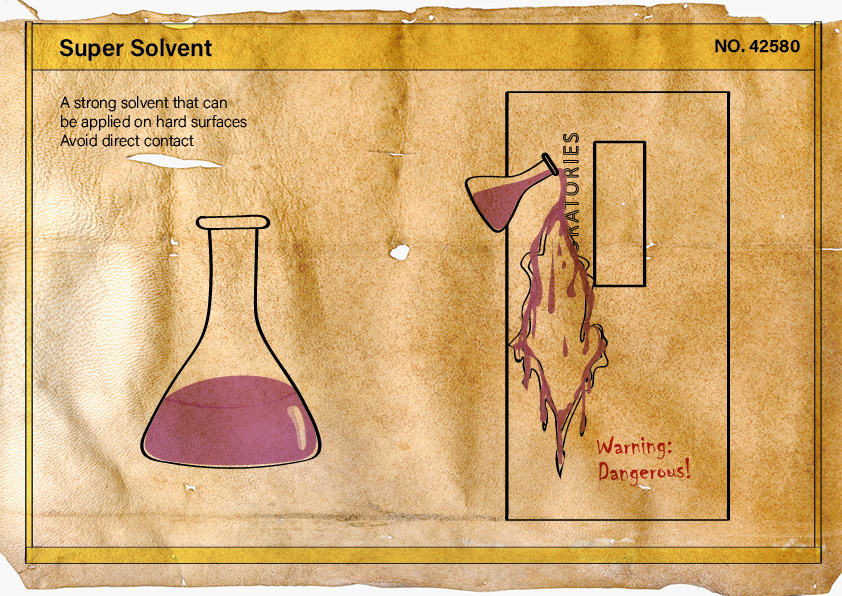 Super Solvent
NO. 42580
A strong solvent that can
be applied on hard surfaces
Avoid direct contact
RATORIES
Warning:
Dangerous!